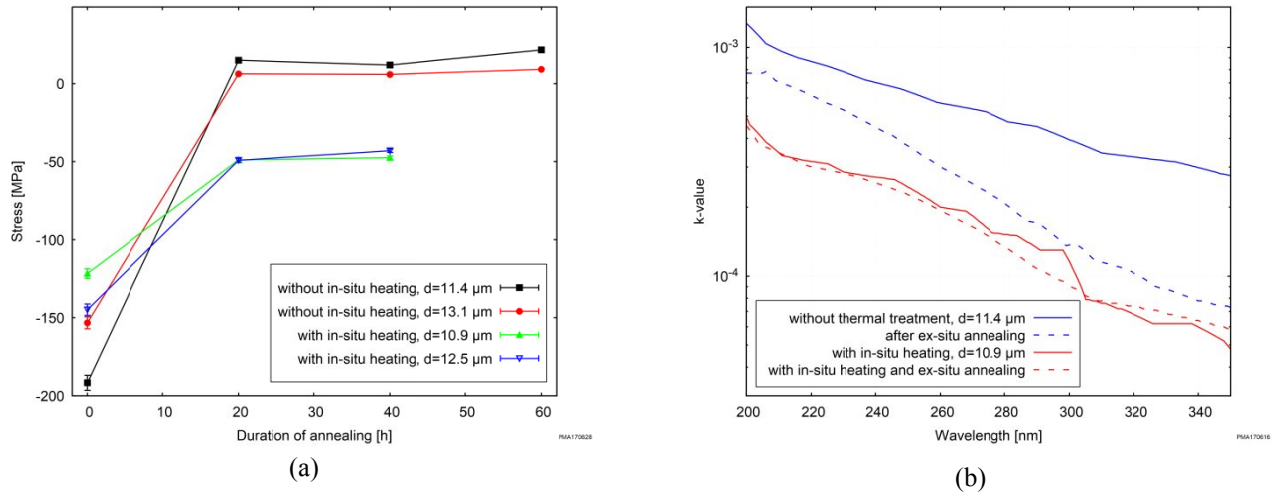 0
-50
-100
-150
-200
0
10
20
30
40
50
60
Stress [MPa]
Duration of annealing [h]
without in-situ heating, d=11.4 µm
without in-situ heating, d=13.1 µm
with in-situ heating, d=10.9 µm
with in-situ heating, d=12.5 µm
PMA170628
(a)
10-3
10-4
200
220
240
260
280
300
320
340
k-value
Wavelength [nm]
without thermal treatment, d=11.4 µm
after ex-situ annealing
with in-situ heating, d=10.9 µm
with in-situ heating and ex-situ annealing
PMA170616
(b)